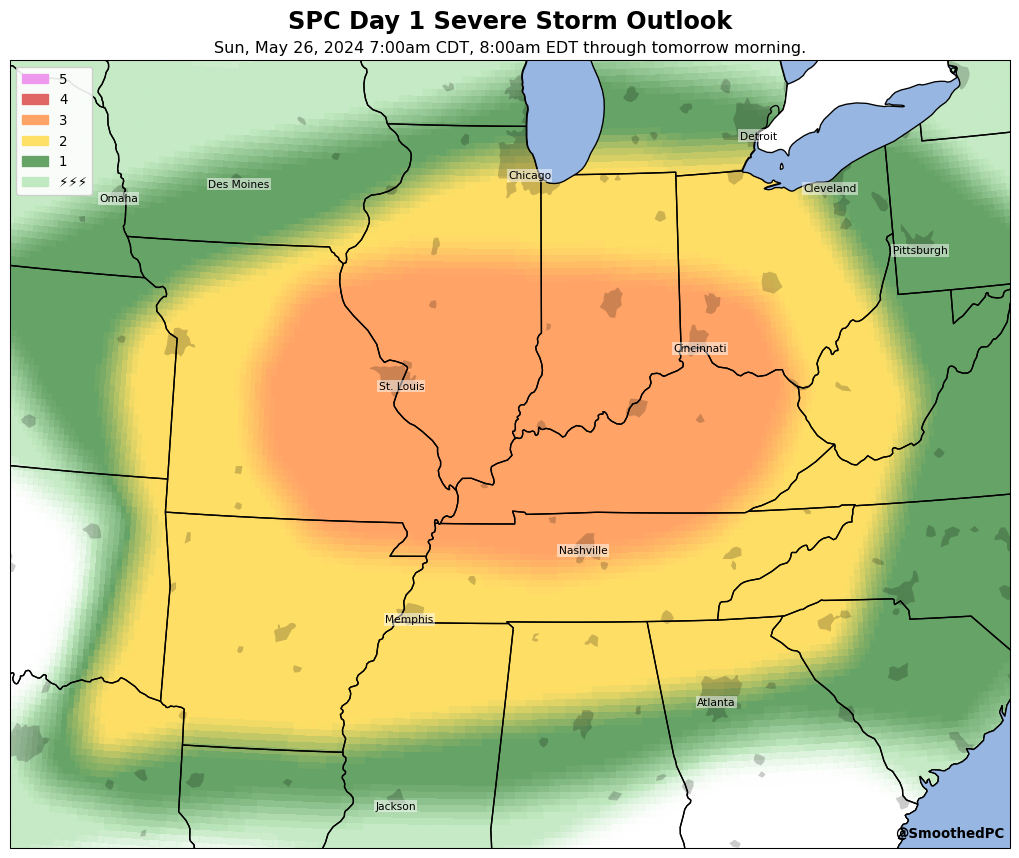 SPC Day 1 Severe Storm Outlook
Sun, May 26, 2024 7:00am CDT, 8:00am EDT through tomorrow morning.
5
4
3
2
1
⚡⚡⚡
Detroit
Chicago
Des Moines
Cleveland
Omaha
Pittsburgh
Cincinnati
St. Louis
Nashville
Memphis
Atlanta
Jackson
@SmoothedPC